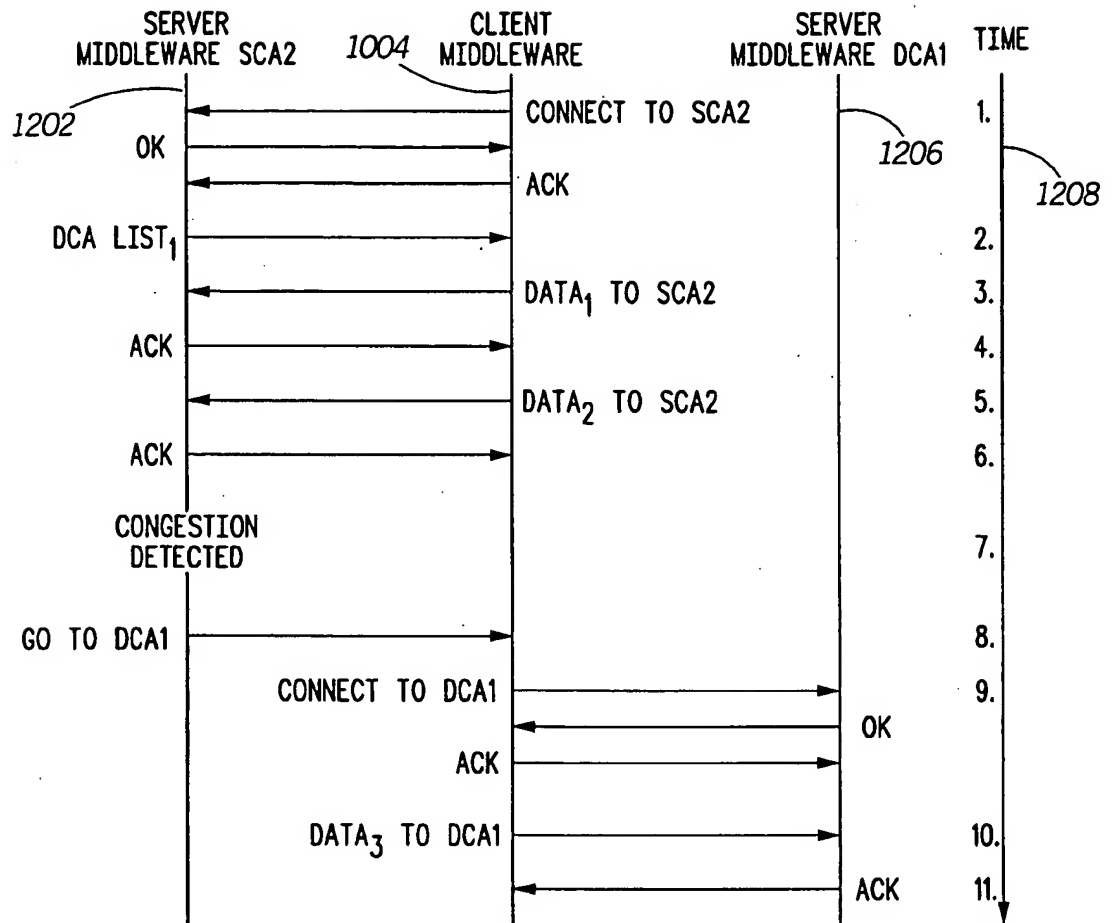 SERVER
MIDDLEWARE SCA2
CLIENT
MIDDLEWARE
SERVER
MIDDLEWARE DCA1
TIME
1004
1202
1206
1208
CONNECT TO SCA2
1.
OK
ACK
DCA LIST₁
2.
DATA₁ TO SCA2
3.
ACK
4.
DATA₂ TO SCA2
5.
ACK
6.
CONGESTION
DETECTED
7.
GO TO DCA1
8.
CONNECT TO DCA1
9.
OK
ACK
DATA₃ TO DCA1
10.
ACK
11.